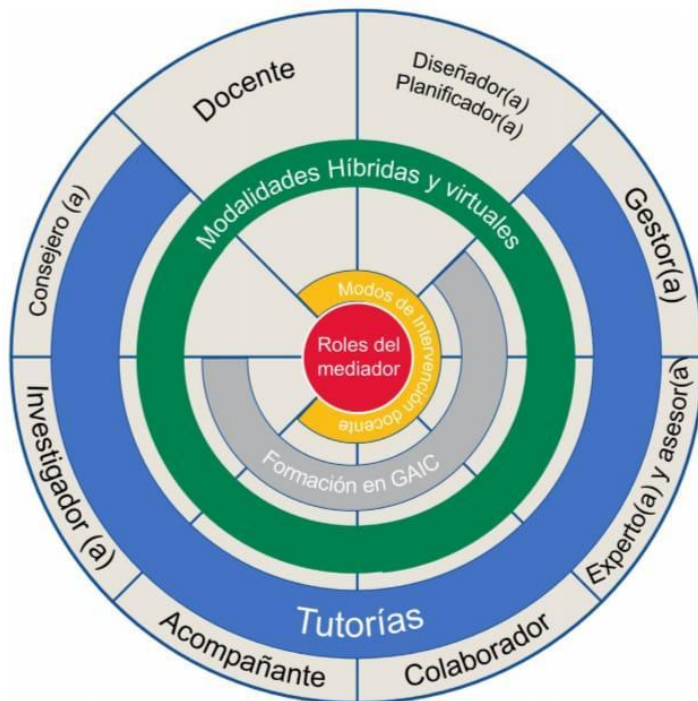 Docente
Diseñador(a)
Planificador(a)
Consejero (a)
Gestor(a)
Modalidades Híbridas y virtuales
Modos de Intervención docente
Roles del
mediador
Formación en GAIC
Investigador (a)
Experto(a) y asesor(a)
Tutorías
Acompañante
Colaborador